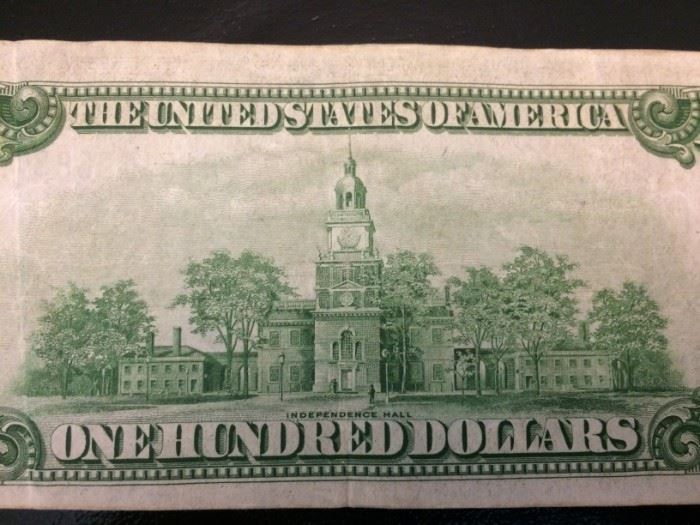 THE UNITED STATES OF AMERICA
INDEPENDENCE HALL
ONE HUNDRED DOLLARS